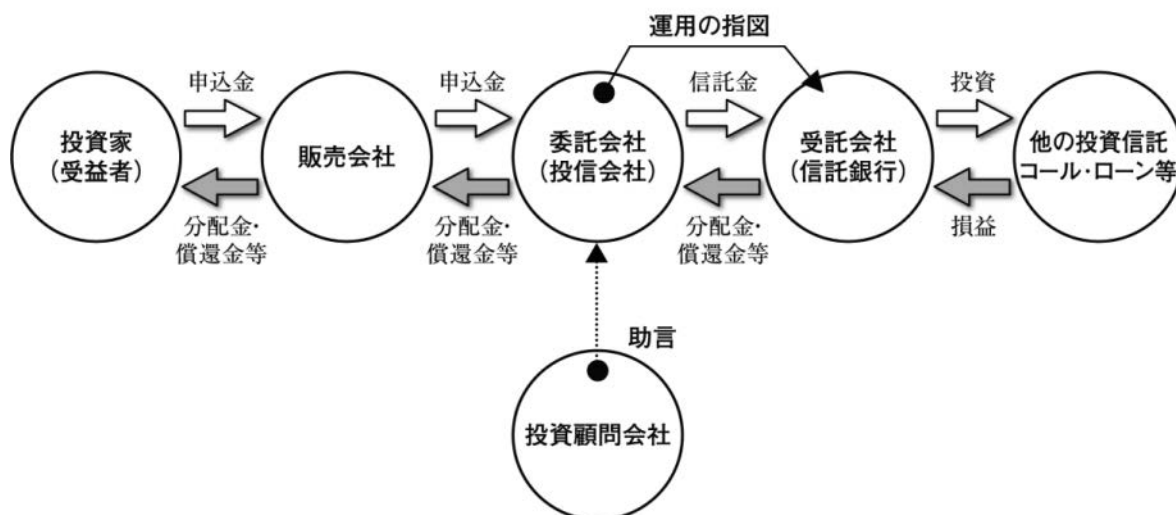 運用の指図
申込金
申込金
信託金
投資
投資家
(受益者)
販売会社
委託会社
(投信会社)
受託会社
(信託銀行)
他の投資信託
コール・ローン等
分配金・
償還金等
分配金・
償還金等
分配金・
償還金等
損益
助言
投資顧問会社